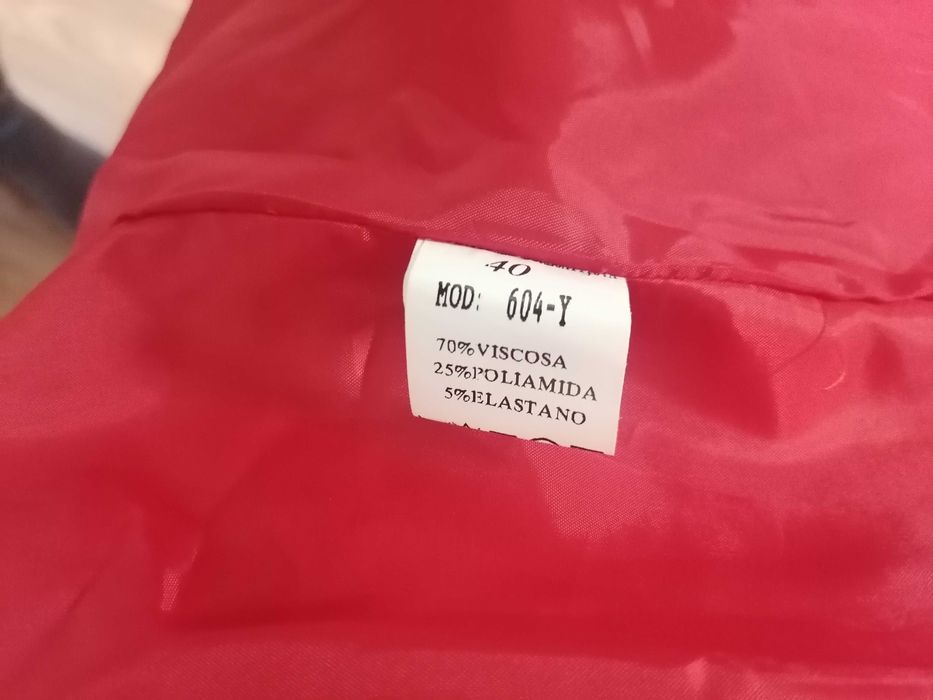 40
MOD: 604-Y
70%VISCOSA
25%POLIAMIDA
5%ELASTANO